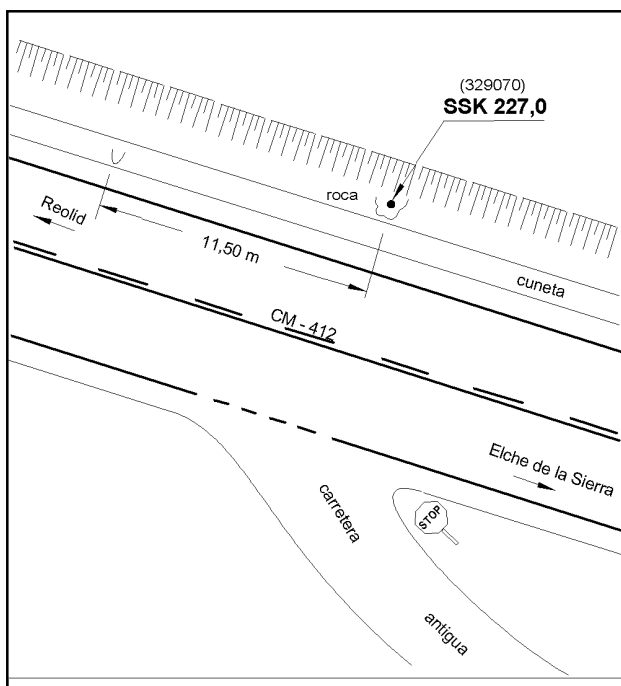 (329070)
SSK 227,0
roca
Reolid
11,50 m
cuneta
CM - 412
Elche de la Sierra
carretera
STOP
antigua